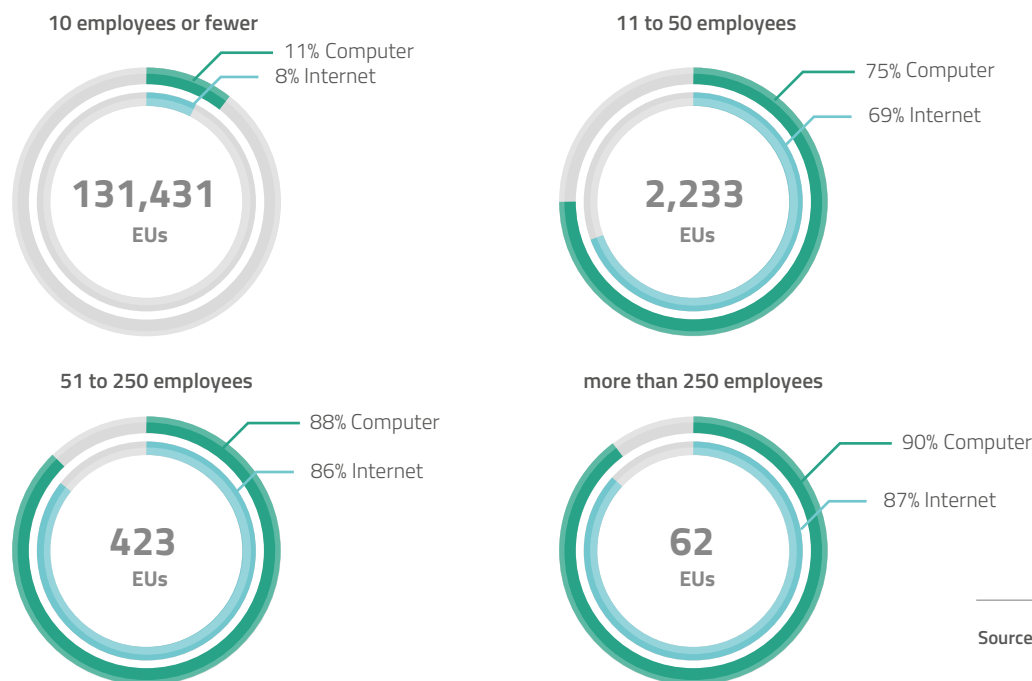 10 employees or fewer
11% Computer
8% Internet
131,431
EUs
11 to 50 employees
75% Computer
69% Internet
2,233
EUs
51 to 250 employees
88% Computer
86% Internet
423
EUs
more than 250 employees
90% Computer
87% Internet
62
EUs
Source